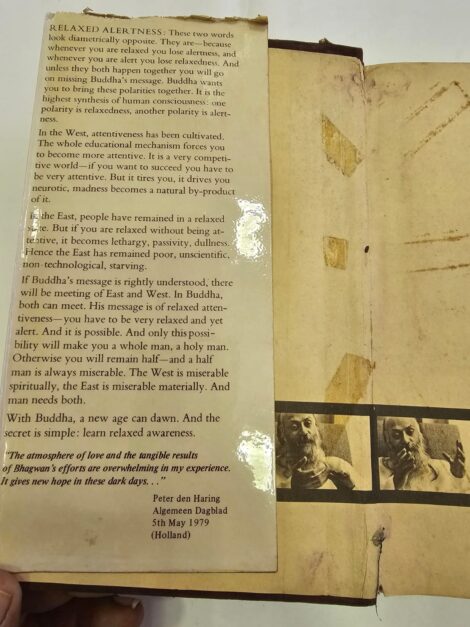 RELAXED ALERTNESS: These two words
look diametrically opposite. They are—because
whenever you are relaxed you lose alertness, and
whenever you are alert you lose relaxedness. And
unless they both happen together you will go
on missing Buddha's message. Buddha wants
you to bring these polarities together. It is the
highest synthesis of human consciousness: one
polarity is relaxedness, another polarity is alert-
ness.
In the West, attentiveness has been cultivated.
The whole educational mechanism forces you
to become more attentive. It is a very competi-
tive world—if you want to succeed you have to
be very attentive. But it tires you, it drives you
neurotic, madness becomes a natural by-product
of it.
In the East, people have remained in a relaxed
state. But if you are relaxed without being at-
tentive, it becomes lethargy, passivity, dullness.
Hence the East has remained poor, unscientific,
non-technological, starving.
If Buddha's message is rightly understood, there
will be meeting of East and West. In Buddha,
both can meet. His message is of relaxed atten-
tiveness—you have to be very relaxed and yet
alert. And it is possible. And only this possi-
bility will make you a whole man, a holy man.
Otherwise you will remain half—and a half
man is always miserable. The West is miserable
spiritually, the East is miserable materially. And
man needs both.
With Buddha, a new age can dawn. And the
secret is simple: learn relaxed awareness.
"The atmosphere of love and the tangible results
of Bhagwan's efforts are overwhelming in my experience.
It gives new hope in these dark days. . ."
Peter den Haring
Algemeen Dagblad
5th May 1979
(Holland)